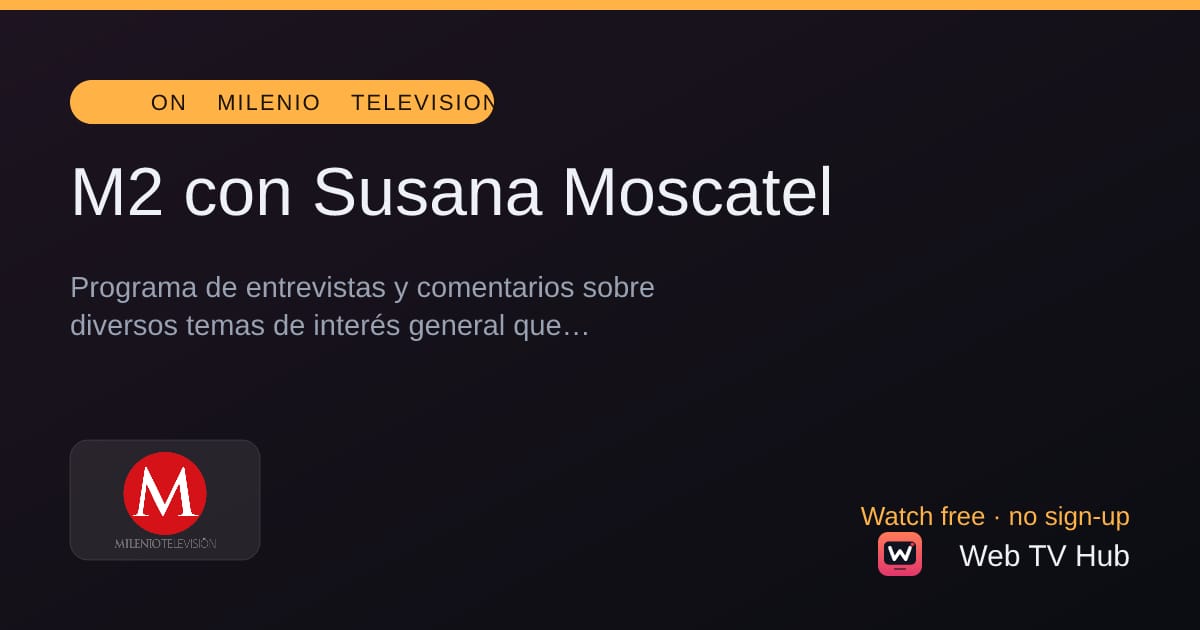 ON MILENIO TELEVISION
M2 con Susana Moscatel
Programa de entrevistas y comentarios sobre
diversos temas de interés general que…
M
MILENIOTELEVISIÓN
Watch free · no sign-up
W
Web TV Hub